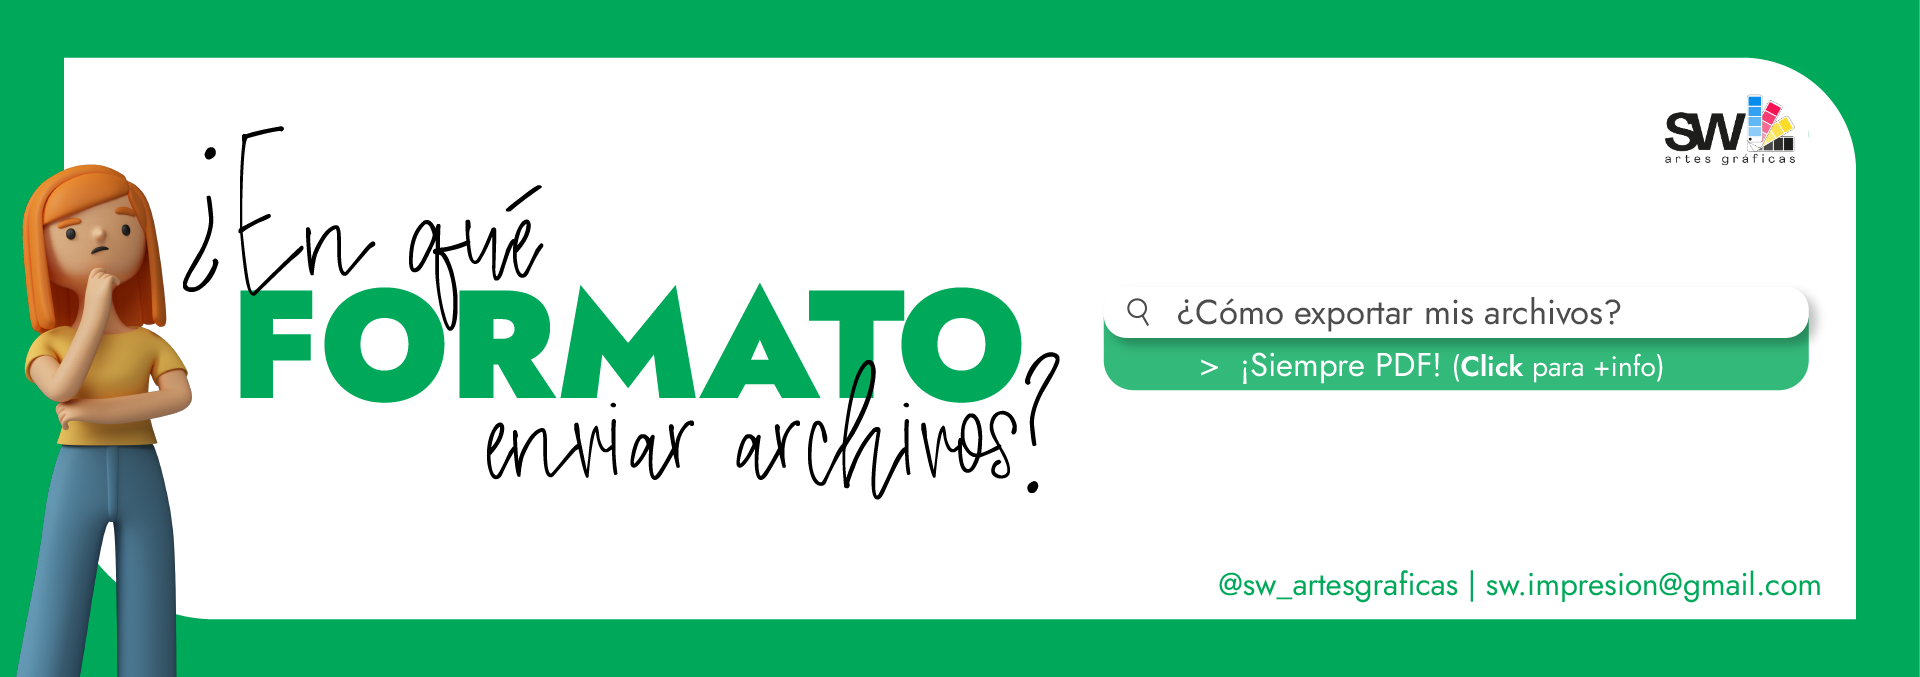 ¿En qué
FORMATO
enviar archivos?
SW
artes gráficas
¿Cómo exportar mis archivos?
> ¡Siempre PDF! (Click para +info)
@sw_artesgraficas | sw.impresion@gmail.com